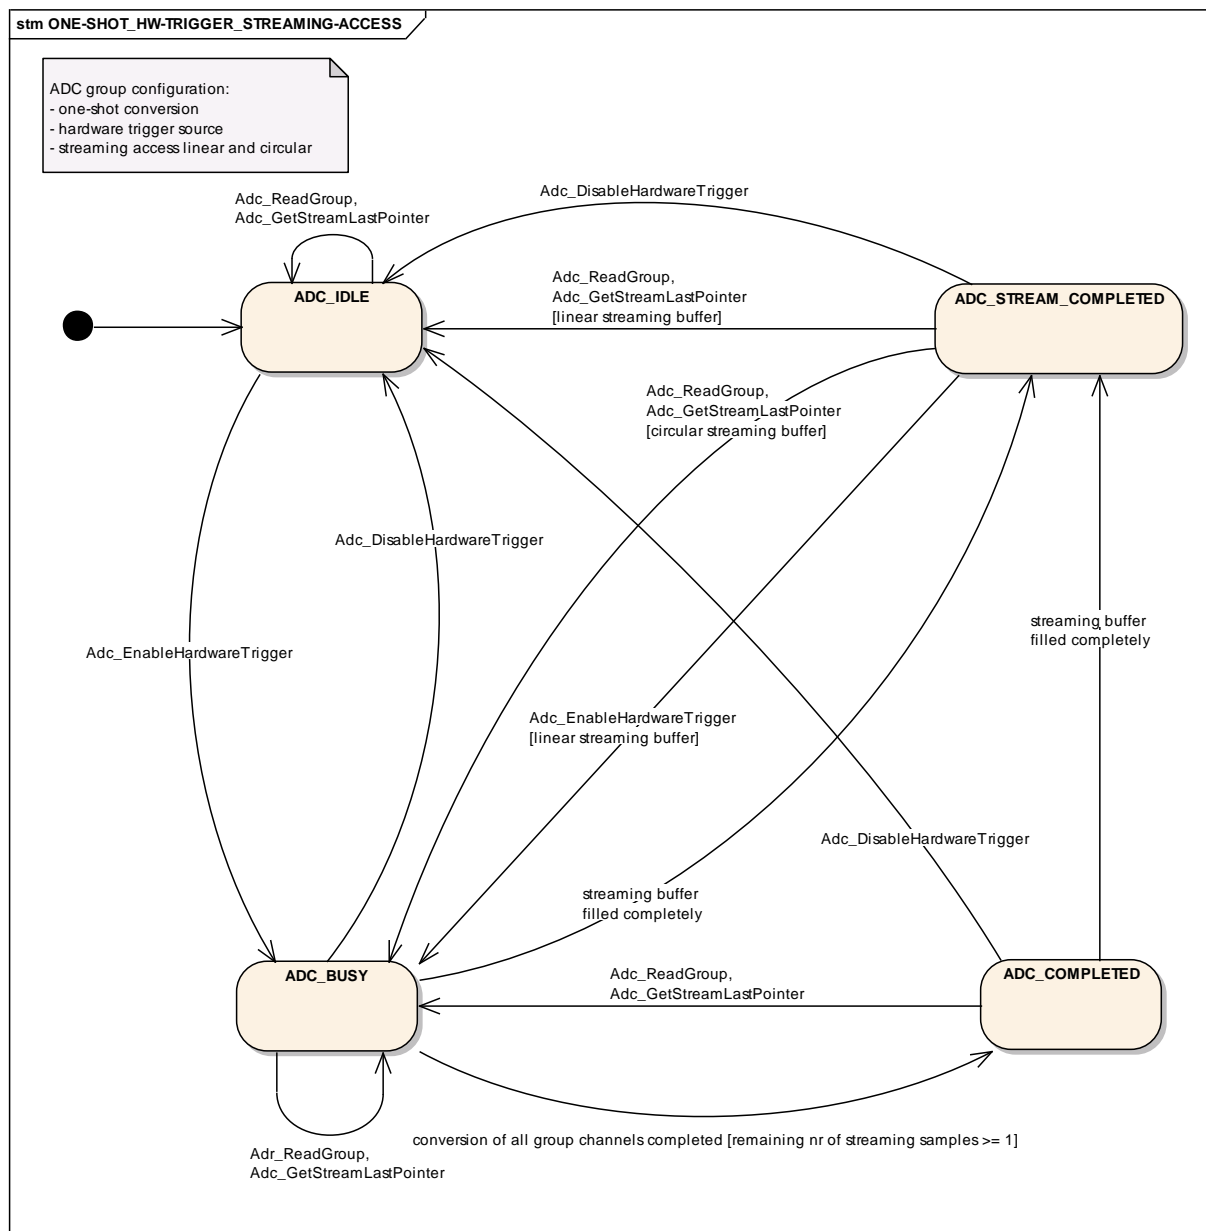 stm ONE-SHOT_HW-TRIGGER_STREAMING-ACCESS
ADC group configuration:
- one-shot conversion
- hardware trigger source
- streaming access linear and circular
Adc_ReadGroup,
Adc_GetStreamLastPointer
Adc_DisableHardwareTrigger
ADC_IDLE
Adc_ReadGroup,
Adc_GetStreamLastPointer
[linear streaming buffer]
ADC_STREAM_COMPLETED
Adc_ReadGroup,
Adc_GetStreamLastPointer
[circular streaming buffer]
Adc_DisableHardwareTrigger
Adc_EnableHardwareTrigger
streaming buffer
filled completely
Adc_EnableHardwareTrigger
[linear streaming buffer]
Adc_DisableHardwareTrigger
streaming buffer
filled completely
ADC_BUSY
Adc_ReadGroup,
Adc_GetStreamLastPointer
ADC_COMPLETED
conversion of all group channels completed [remaining nr of streaming samples >= 1]
Adr_ReadGroup,
Adc_GetStreamLastPointer